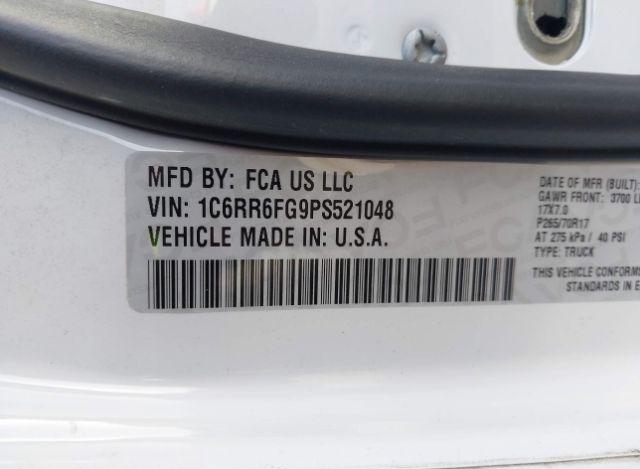 MFD BY: FCA US LLC
VIN: 1C6RR6FG9PS521048
VEHICLE MADE IN: U.S.A.
DATE OF MFR (BUILT):
GAWR FRONT: 3700 L
17X7.0
P265/70R17
AT 275 kPa / 40 PSI
TYPE: TRUCK
THIS VEHICLE CONFORMS
STANDARDS IN E